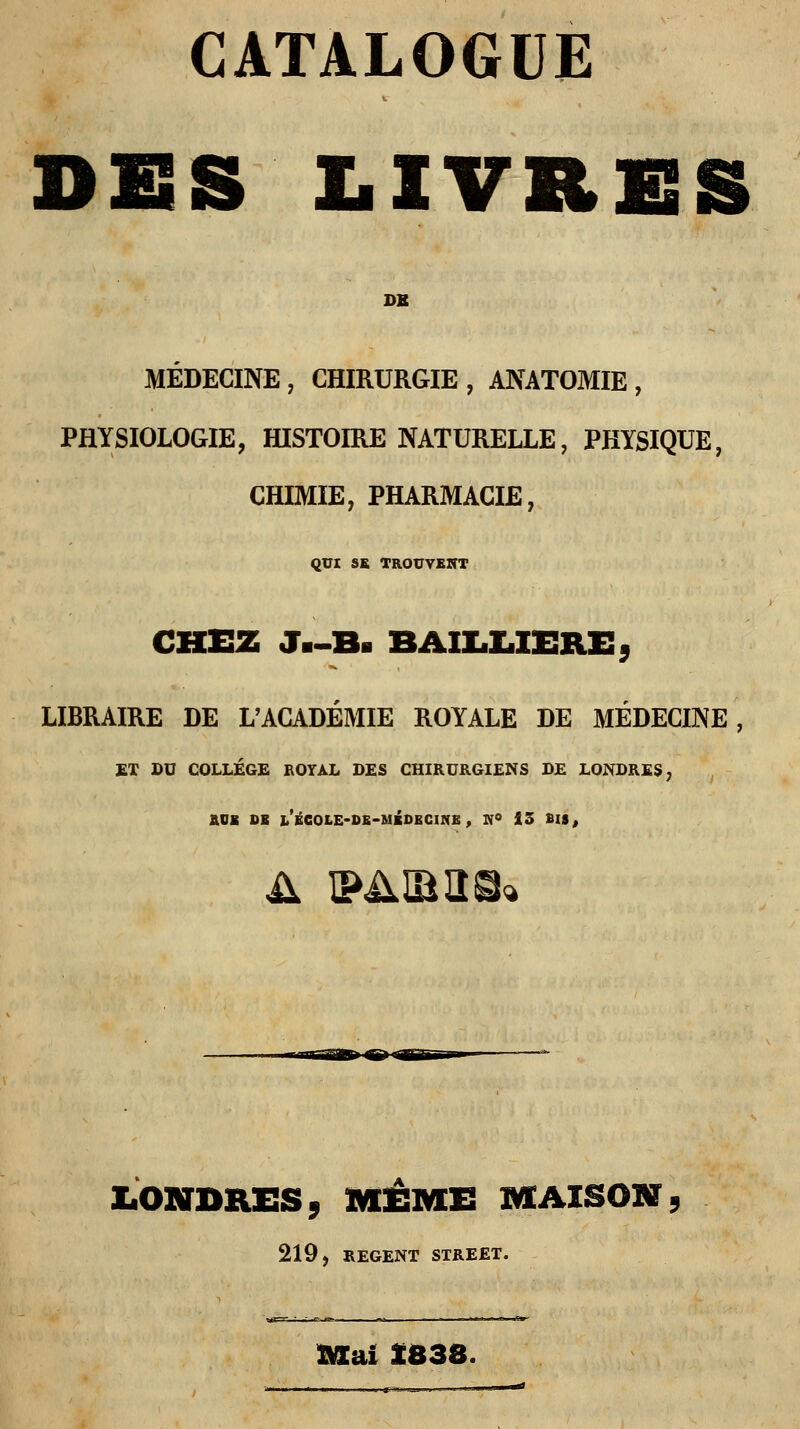 CATALOGUE
DES LIVRES
DE
MÉDECINE, CHIRURGIE, ANATOMIE,
PHYSIOLOGIE, HISTOIRE NATURELLE, PHYSIQUE,
CHIMIE, PHARMACIE,
QUI SE TROUVENT
CHEZ J.-B. BAILLIERE,
LIBRAIRE DE L'ACADÉMIE ROYALE DE MÉDECINE,
ET DU COLLÉGE ROYAL DES CHIRURGIENS DE LONDRES,
RUE DE L'ÉCOLE-DE-MÉDECINE, N° 13 BIS,
A PARIS.
LONDRES, MÊME MAISON,
219, REGENT STREET.
Mai 1838.